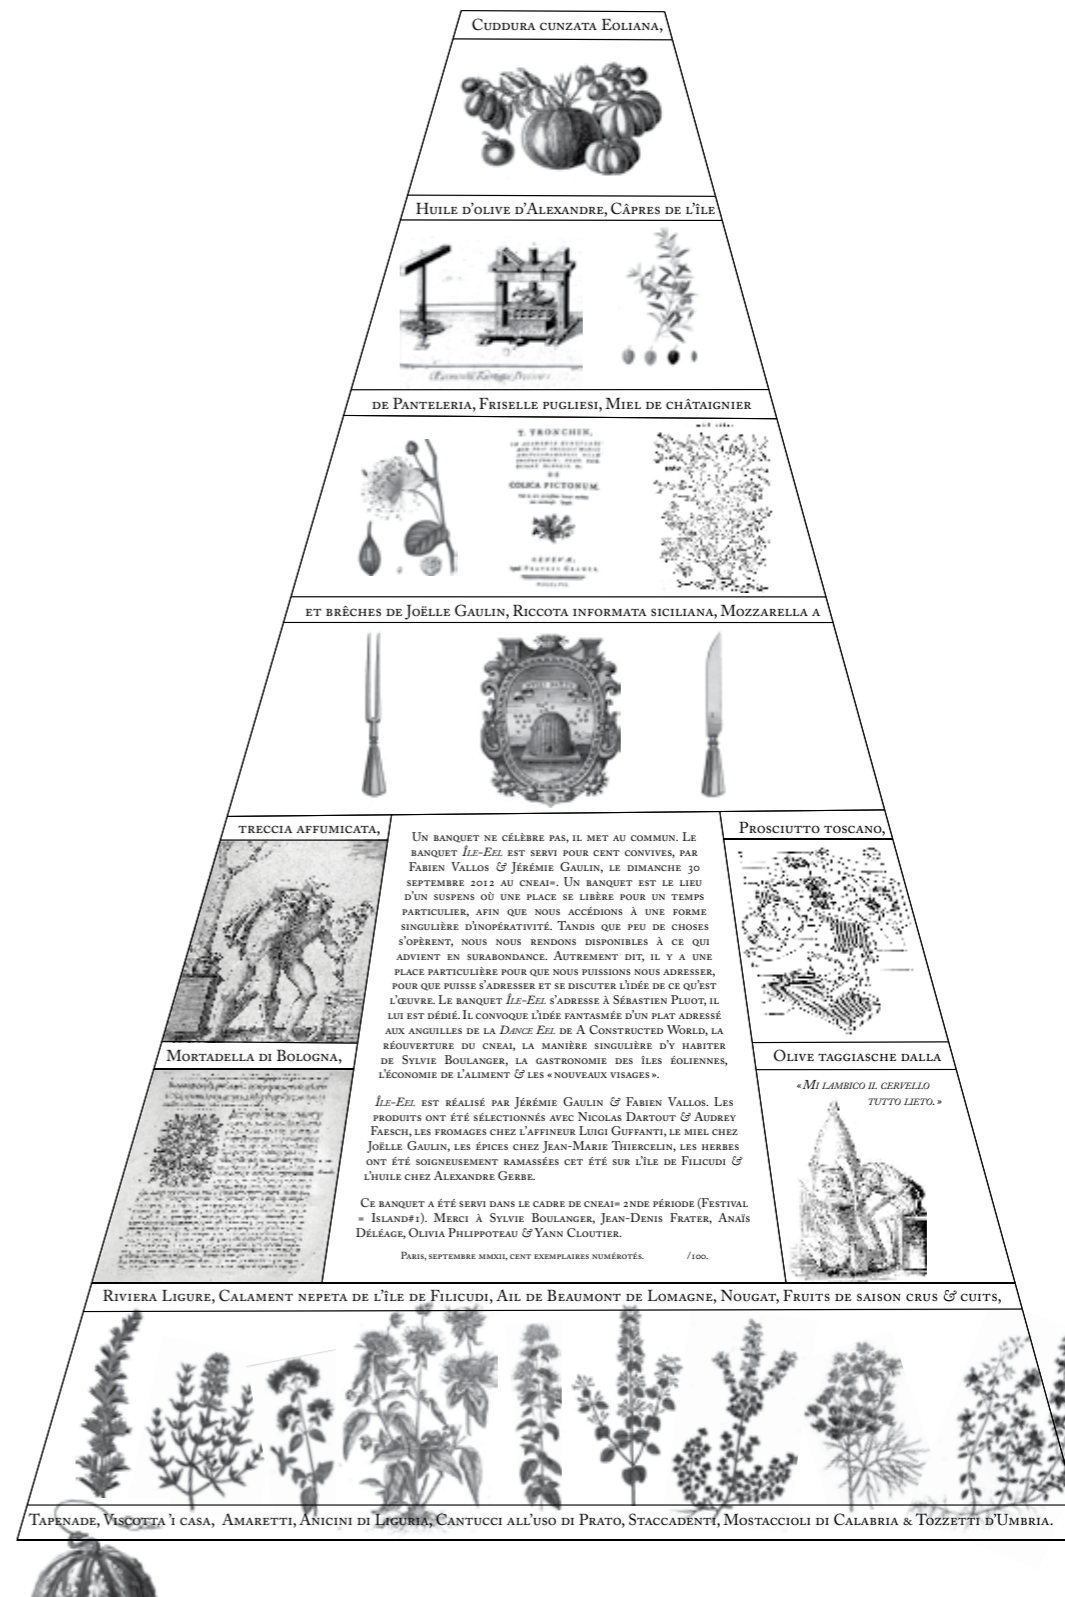 Cuddura cunzata Eoliana,
Huile d'olive d'Alexandre, Câpres de l'île
de Panteleria, Friselle pugliesi, Miel de châtaignier
T. TRONCHIN,
DE
COLICA PICTONUM.
GENEVÆ,
et brêches de Joëlle Gaulin, Riccota informata siciliana, Mozzarella a
treccia affumicata,
Prosciutto toscano,
Un banquet ne célèbre pas, il met au commun. Le
banquet Île-Eel est servi pour cent convives, par
Fabien Vallos & Jérémie Gaulin, le dimanche 30
septembre 2012 au cneai=. Un banquet est le lieu
d'un suspens où une place se libère pour un temps
particulier, afin que nous accédions à une forme
singulière d'inopérativité. Tandis que peu de choses
s'opèrent, nous nous rendons disponibles à ce qui
advient en surabondance. Autrement dit, il y a une
place particulière pour que nous puissions nous adresser,
pour que puisse s'adresser et se discuter l'idée de ce qu'est
l'œuvre. Le banquet Île-Eel s'adresse à Sébastien Pluot, il
lui est dédié. Il convoque l'idée fantasmée d'un plat adressé
aux anguilles de la Dance Eel de A Constructed World, la
réouverture du cneai, la manière singulière d'y habiter
de Sylvie Boulanger, la gastronomie des îles éoliennes,
l'économie de l'aliment & les « nouveaux visages ».
Île-Eel est réalisé par Jérémie Gaulin & Fabien Vallos. Les
produits ont été sélectionnés avec Nicolas Dartout & Audrey
Faesch, les fromages chez l'affineur Luigi Guffanti, le miel chez
Joëlle Gaulin, les épices chez Jean-Marie Thiercelin, les herbes
ont été soigneusement ramassées cet été sur l'île de Filicudi &
l'huile chez Alexandre Gerbe.
Ce banquet a été servi dans le cadre de cneai= 2nde période (Festival
= Island#1). Merci à Sylvie Boulanger, Jean-Denis Frater, Anaïs
Déléage, Olivia Phlippoteau & Yann Cloutier.
Paris, septembre mmxii, cent exemplaires numérotés. /100.
Mortadella di Bologna,
Olive taggiasche dalla
« Mi lambico il cervello
tutto lieto. »
Riviera Ligure, Calament nepeta de l'île de Filicudi, Ail de Beaumont de Lomagne, Nougat, Fruits de saison crus & cuits,
Tapenade, Viscotta 'i casa, Amaretti, Anicini di Liguria, Cantucci all'uso di Prato, Staccadenti, Mostaccioli di Calabria & Tozzetti d'Umbria.